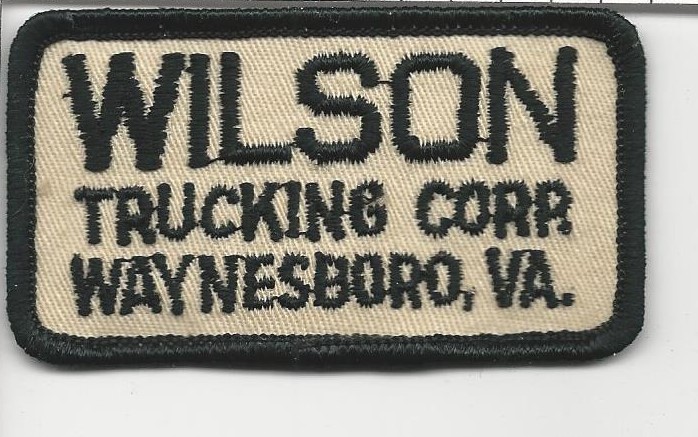 WILSON
TRUCKING CORP.
WAYNESBORO, VA.